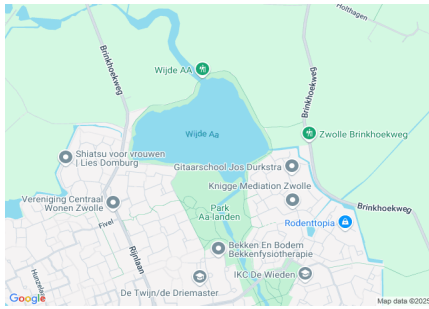 Holthagen
Brinkhoekweg
Wijde AA
Brinkhoekweg
Wijde Aa
Zwolle Brinkhoekweg
Shiatsu voor vrouwen
| Lies Domburg
Gitaarschool Jos Durkstra
Knigge Mediation Zwolle
Vereniging Centraal
Wonen Zwolle
Park
Aa-landen
Brinkhoekweg
Fivel
Rodenttopia
Rijnlaan
Bekken En Bodem
Bekkenfysiotherapie
Hunzelaan
IKC De Wieden
De Twijn/de Driemaster
Google
Map data ©2025